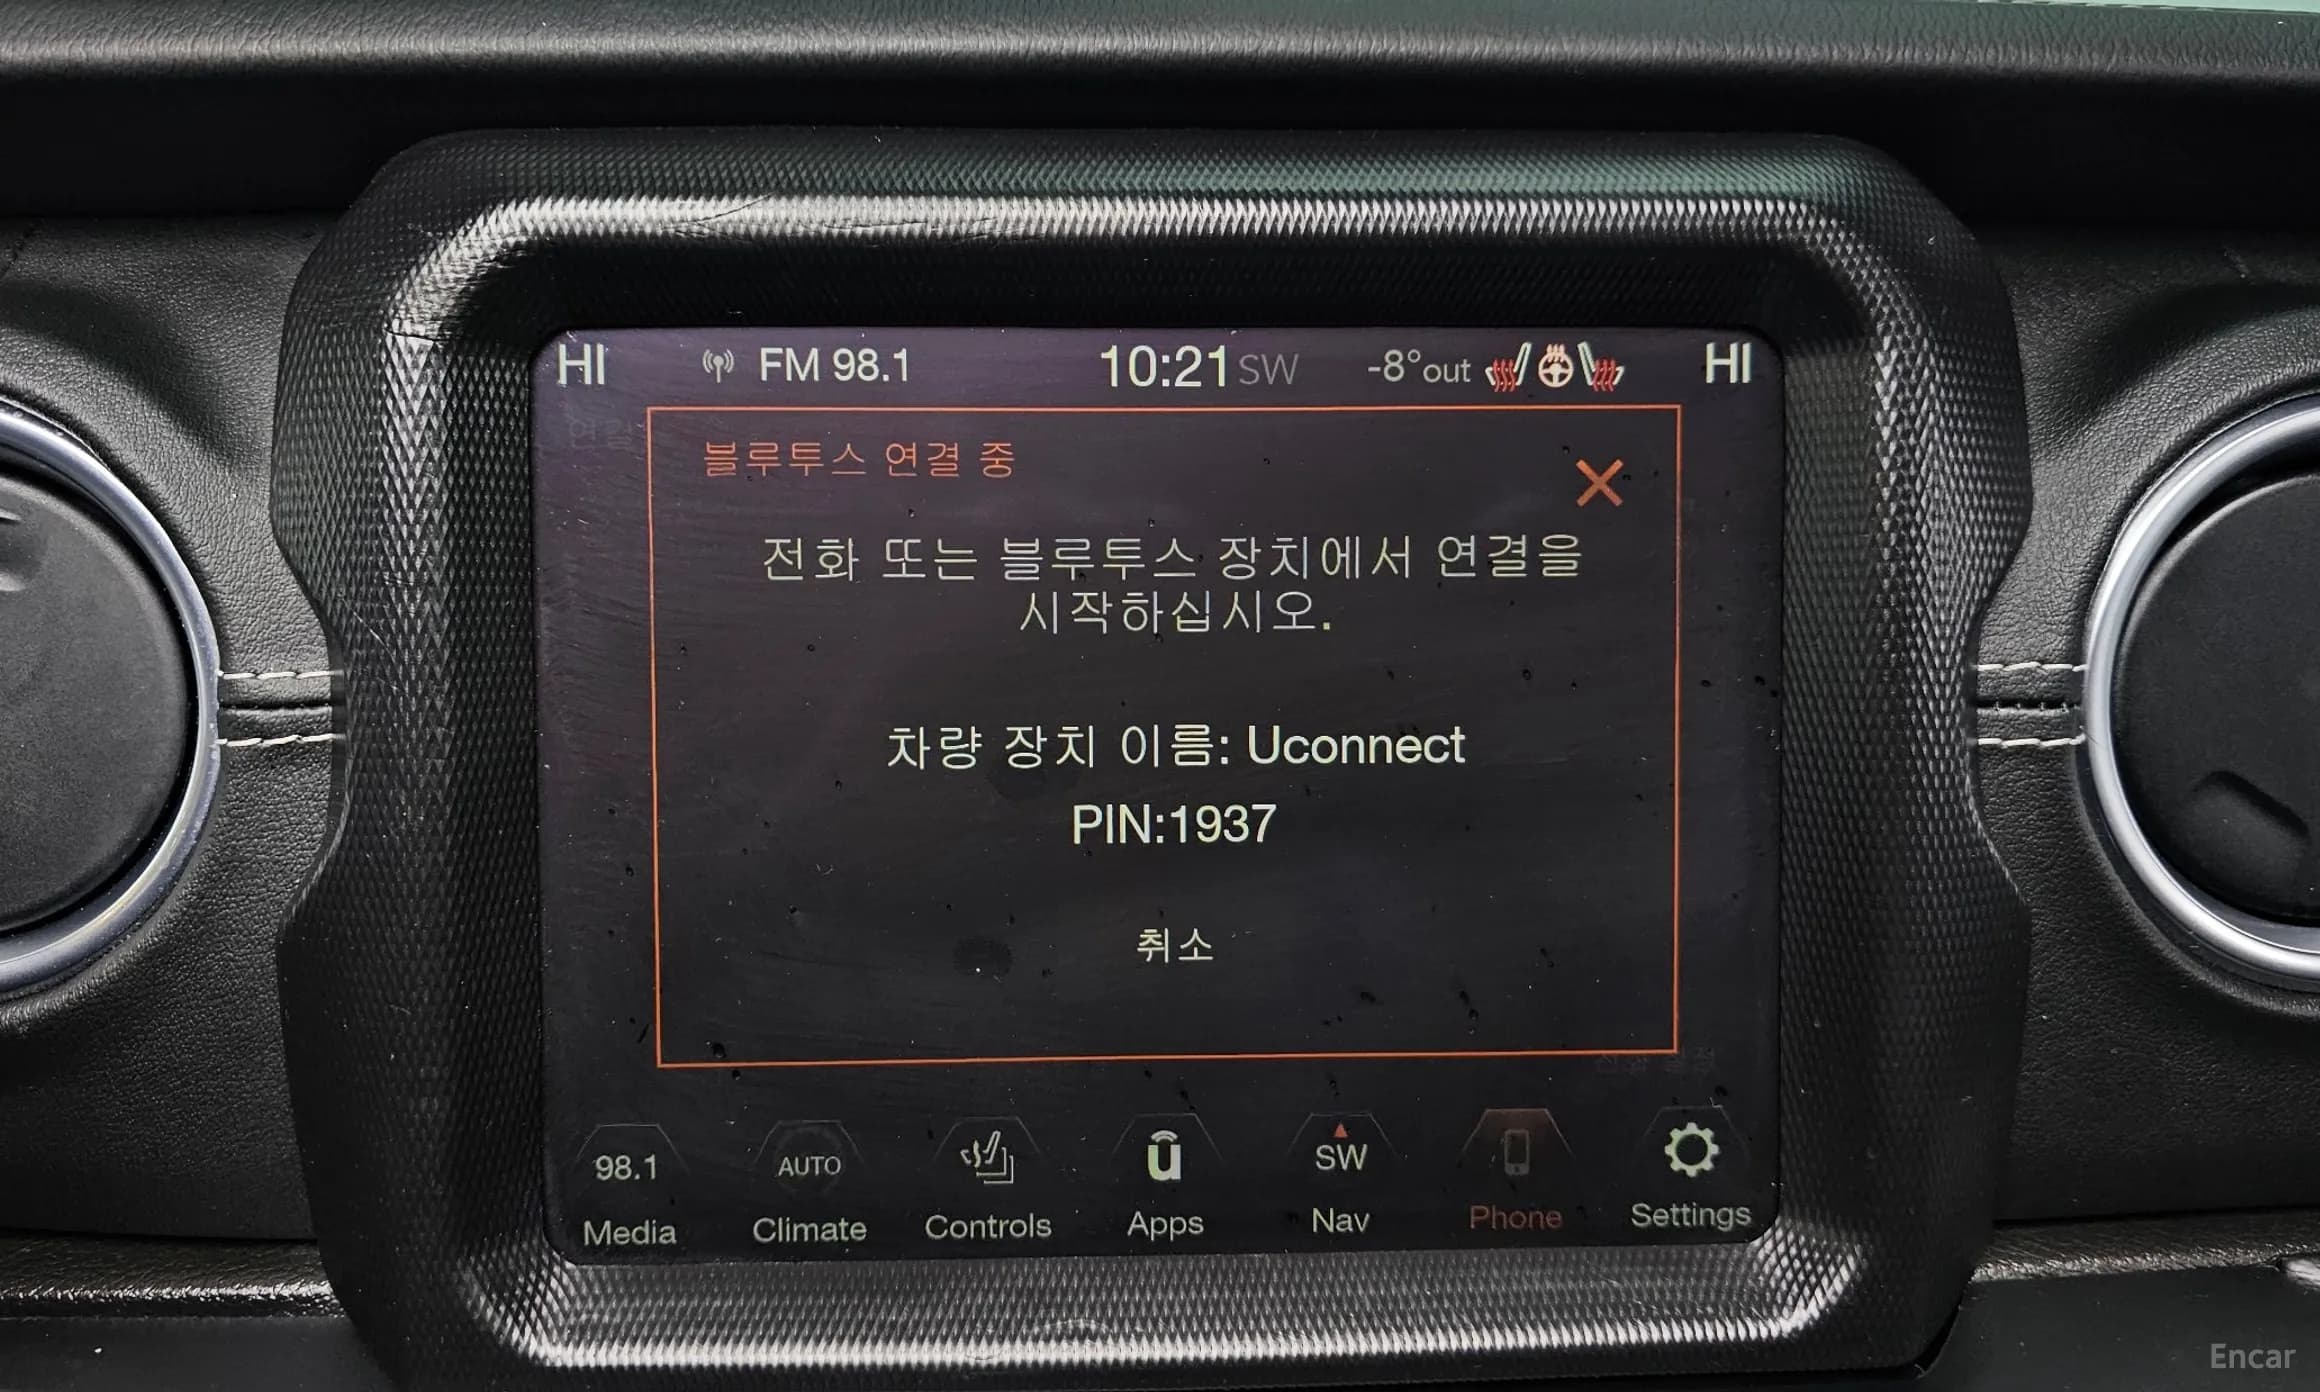 HI FM 98.1 10:21 SW -8°out HI
블루투스 연결 중
전화 또는 블루투스 장치에서 연결을
시작하십시오.
차량 장치 이름: Uconnect
PIN:1937
취소
98.1 AUTO u SW
Media Climate Controls Apps Nav Phone Settings
Encar